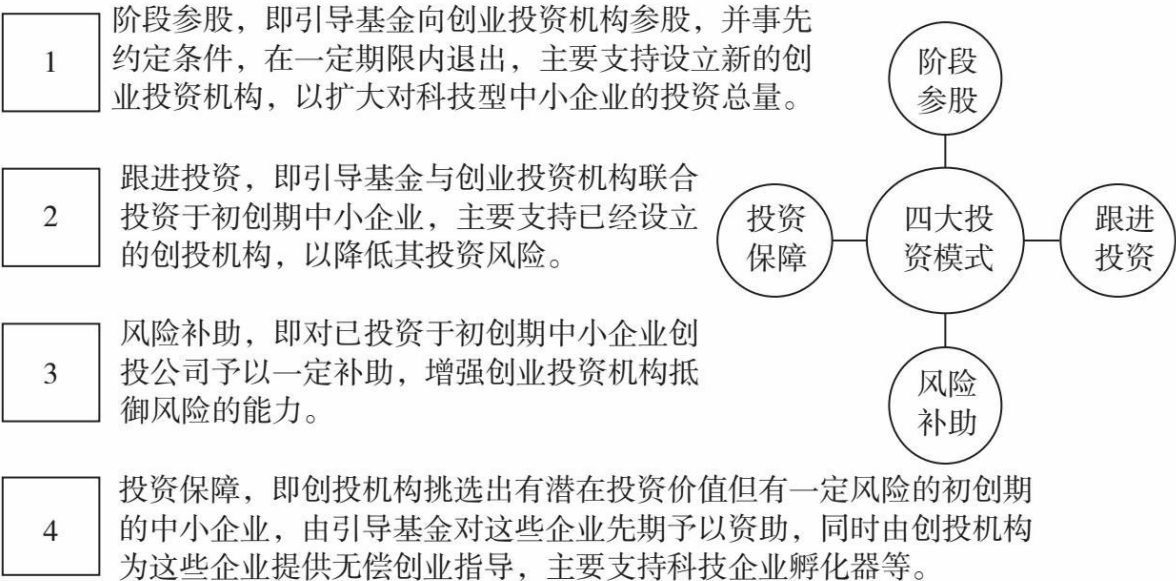 1
阶段参股，即引导基金向创业投资机构参股，并事先
约定条件，在一定期限内退出，主要支持设立新的创
业投资机构，以扩大对科技型中小企业的投资总量。
2
跟进投资，即引导基金与创业投资机构联合
投资于初创期中小企业，主要支持已经设立
的创投机构，以降低其投资风险。
3
风险补助，即对已投资于初创期中小企业创
投公司予以一定补助，增强创业投资机构抵
御风险的能力。
4
投资保障，即创投机构挑选出有潜在投资价值但有一定风险的初创期
的中小企业，由引导基金对这些企业先期予以资助，同时由创投机构
为这些企业提供无偿创业指导，主要支持科技企业孵化器等。
阶段
参股
投资
保障
四大投
资模式
跟进
投资
风险
补助